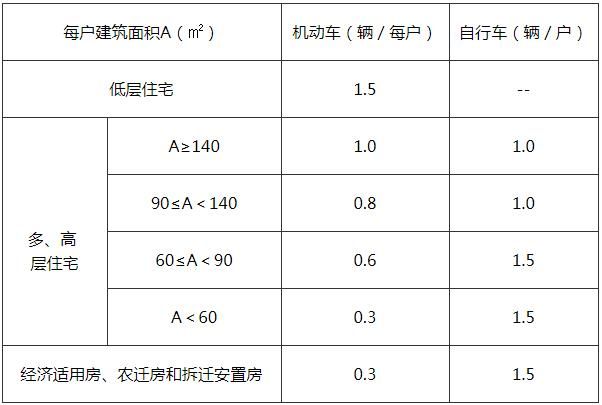 每户建筑面积A（㎡） 机动车（辆/每户） 自行车（辆/户）
低层住宅 1.5 --
多、高
层住宅
A≥140 1.0 1.0
90≤A＜140 0.8 1.0
60≤A＜90 0.6 1.5
A＜60 0.3 1.5
经济适用房、农迁房和拆迁安置房 0.3 1.5